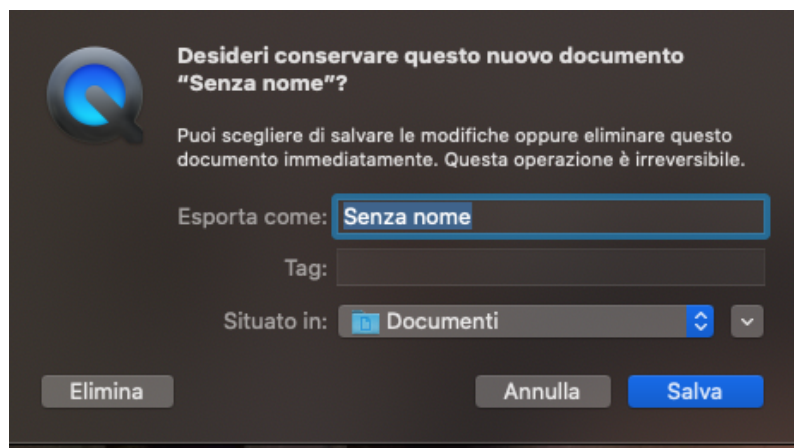 Desideri conservare questo nuovo documento
“Senza nome”?
Puoi scegliere di salvare le modifiche oppure eliminare questo
documento immediatamente. Questa operazione è irreversibile.
Esporta come: Senza nome
Tag:
Situato in: Documenti
Elimina Annulla Salva